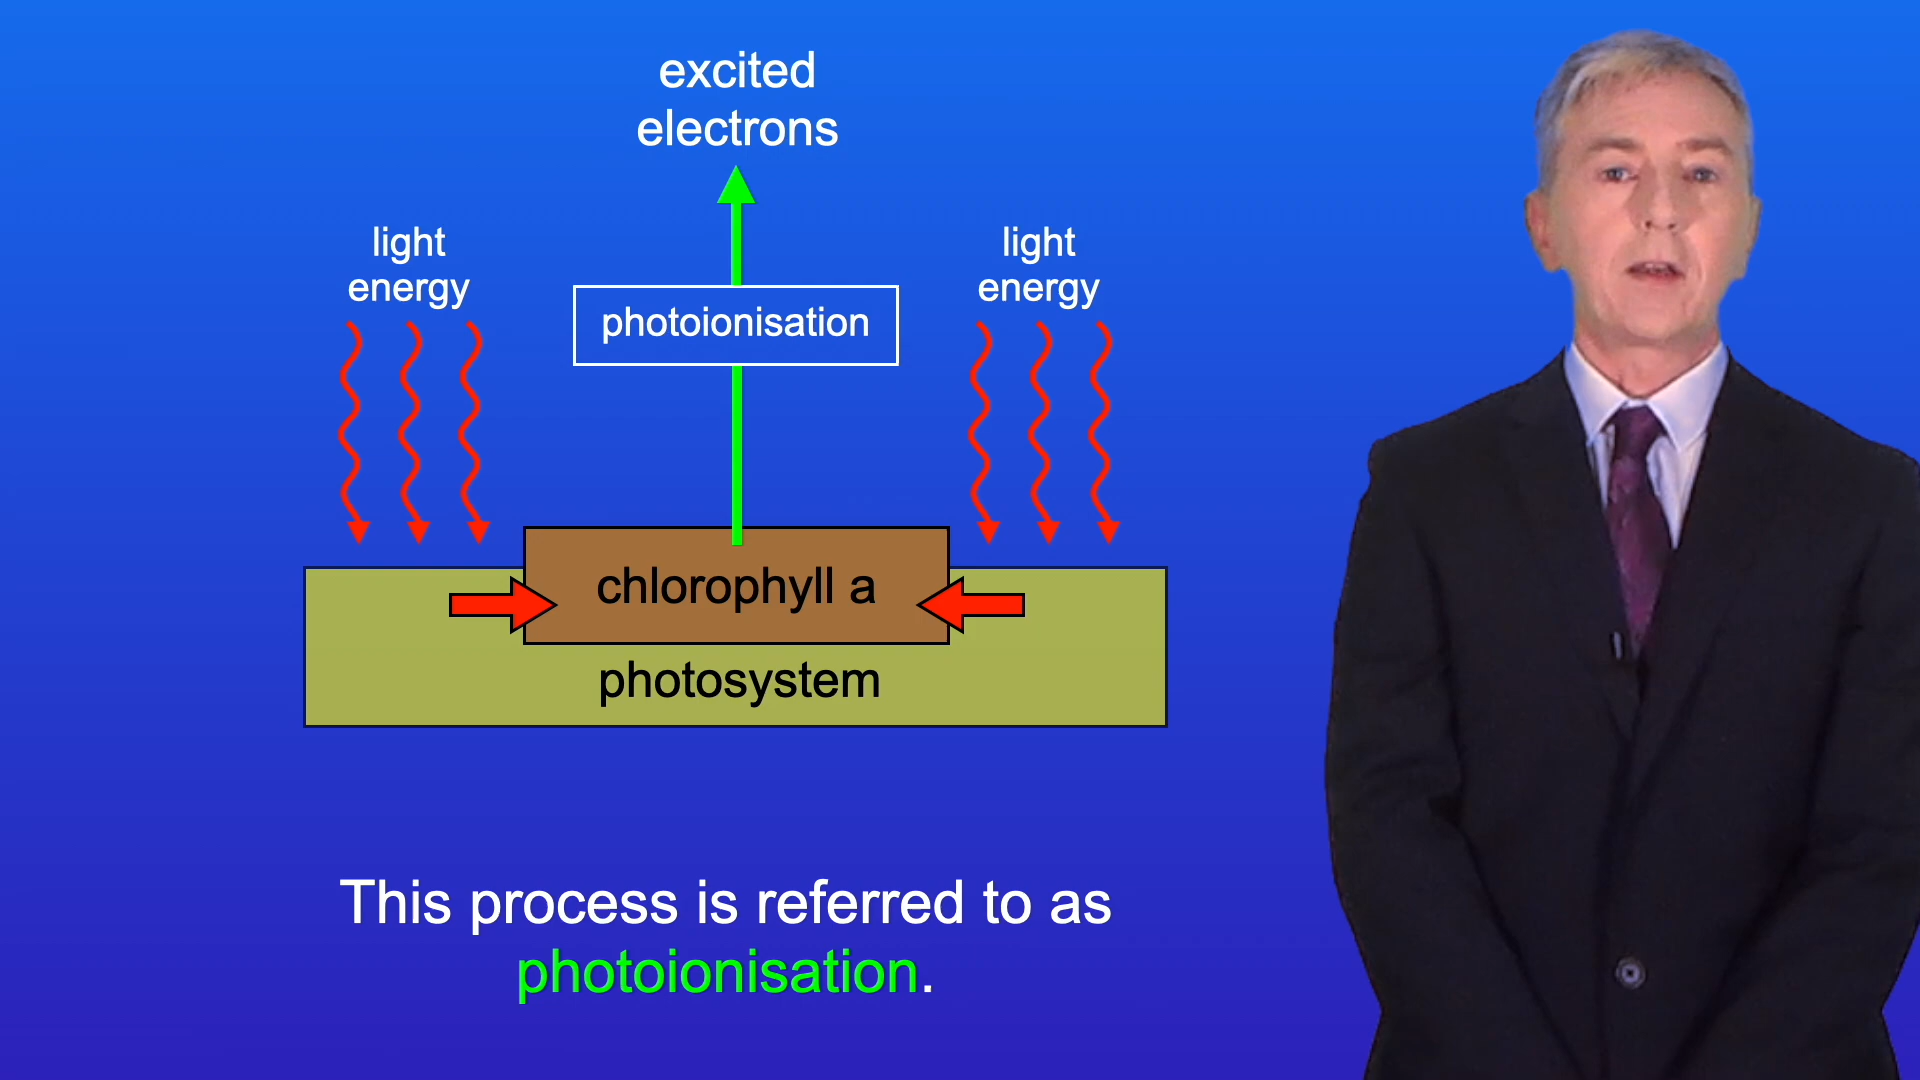 excited
electrons
light
energy
photoionisation
light
energy
chlorophyll a
photosystem
This process is referred to as
photoionisation.